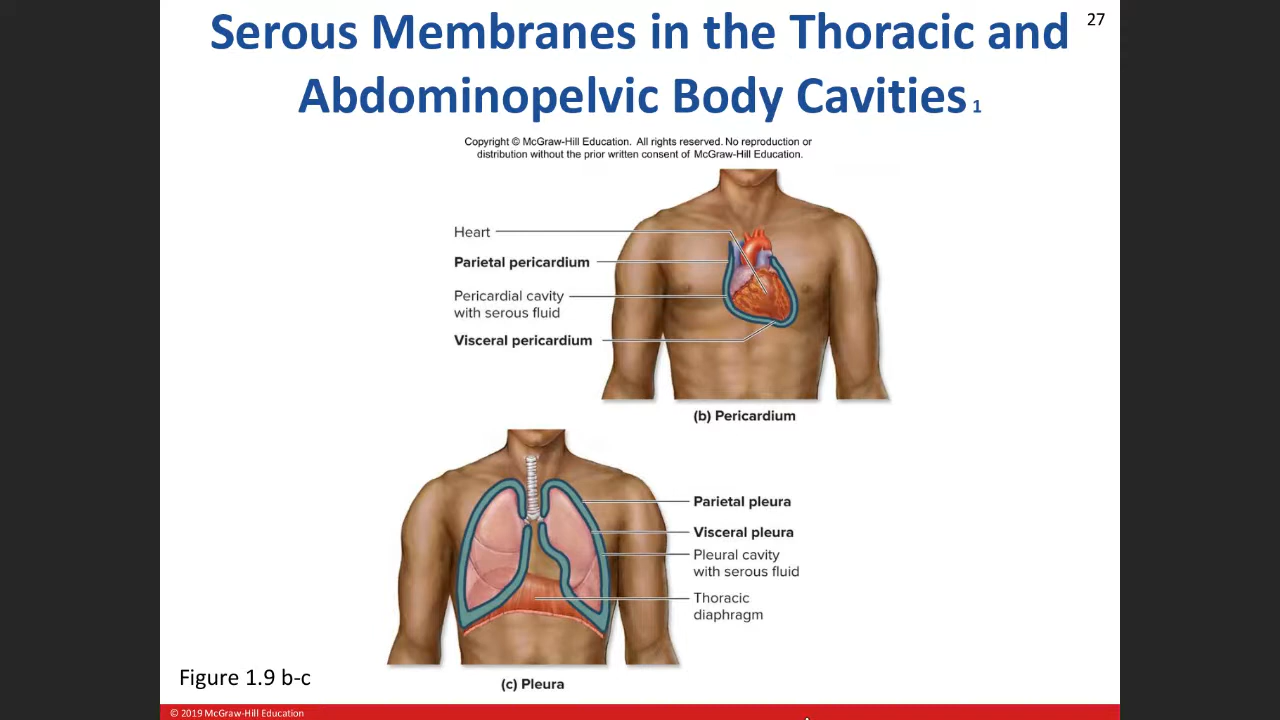 Serous Membranes in the Thoracic and
Abdominopelvic Body Cavities 1
27
Copyright © McGraw-Hill Education. All rights reserved. No reproduction or
distribution without the prior written consent of McGraw-Hill Education.
Heart
Parietal pericardium
Pericardial cavity
with serous fluid
Visceral pericardium
(b) Pericardium
Parietal pleura
Visceral pleura
Pleural cavity
with serous fluid
Thoracic
diaphragm
(c) Pleura
Figure 1.9 b-c
© 2019 McGraw-Hill Education